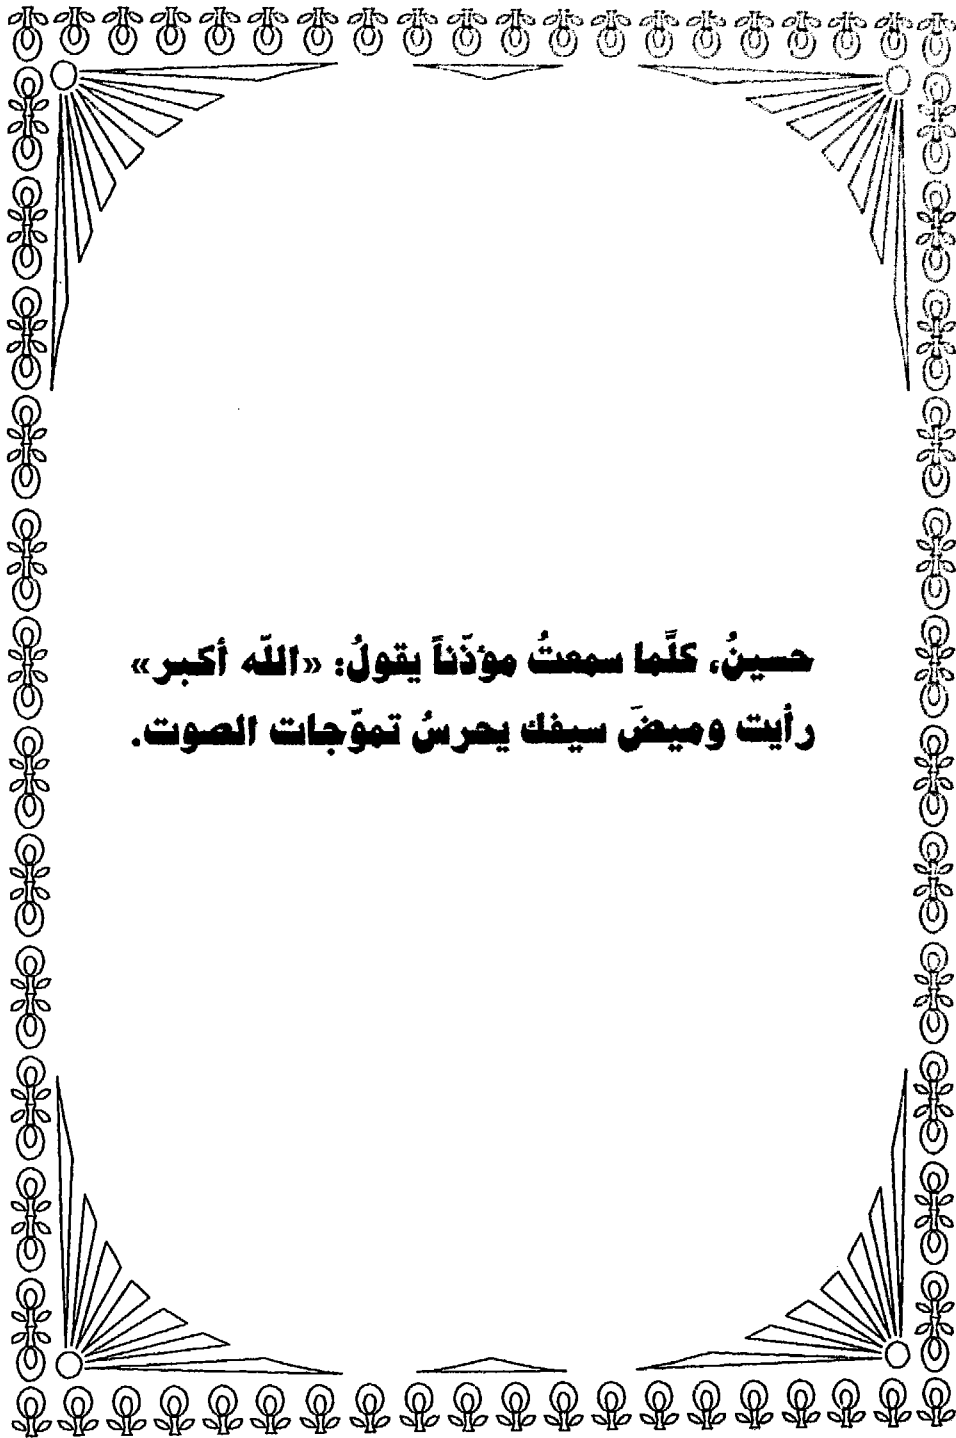 حسينُ، كلَّما سمعتُ مؤذّناً يقولُ: «اللّه أكبر»
رأيت وميضَ سيفك يحرسُ تموّجات الصوت.